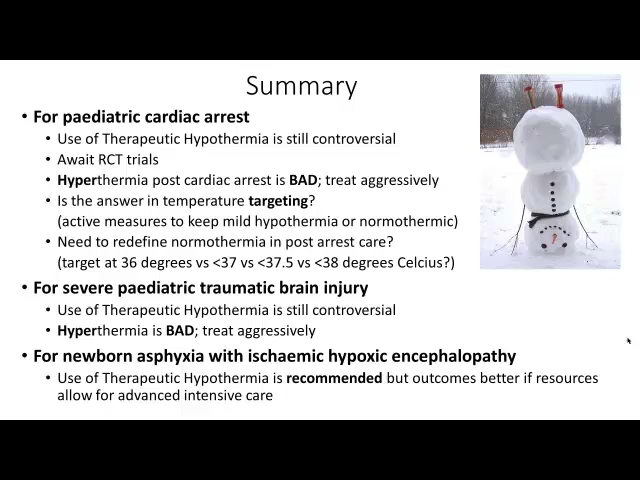 Summary
• For paediatric cardiac arrest
• Use of Therapeutic Hypothermia is still controversial
• Await RCT trials
• Hyperthermia post cardiac arrest is BAD; treat aggressively
• Is the answer in temperature targeting?
(active measures to keep mild hypothermia or normothermic)
• Need to redefine normothermia in post arrest care?
(target at 36 degrees vs <37 vs <37.5 vs <38 degrees Celcius?)
• For severe paediatric traumatic brain injury
• Use of Therapeutic Hypothermia is still controversial
• Hyperthermia is BAD; treat aggressively
• For newborn asphyxia with ischaemic hypoxic encephalopathy
• Use of Therapeutic Hypothermia is recommended but outcomes better if resources
allow for advanced intensive care